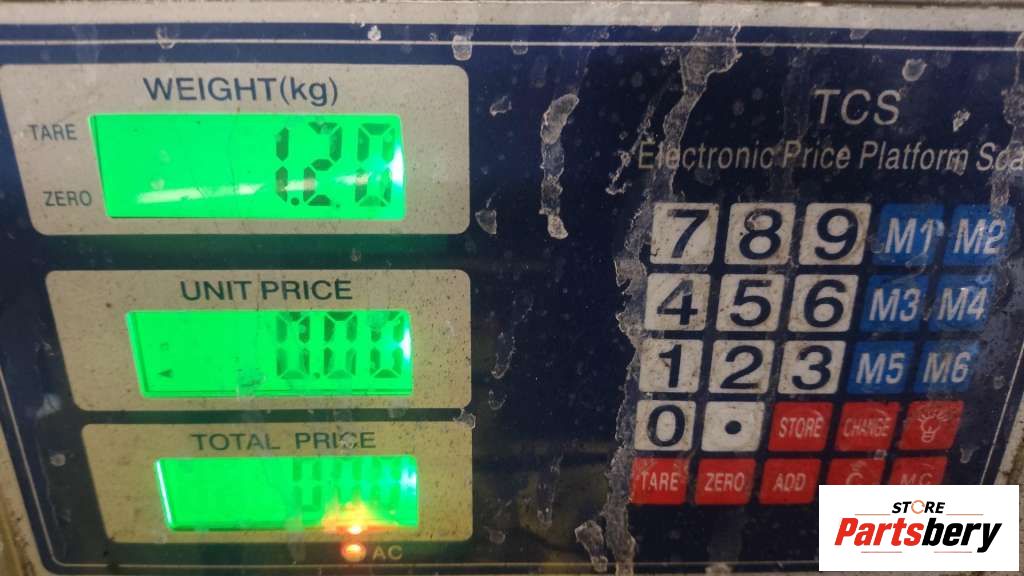 WEIGHT(kg)
TARE
1.20
ZERO
UNIT PRICE
0.00
TOTAL PRICE
0.00
AC
TCS
Electronic Price Platform Sca
7 8 9 M1 M2
4 5 6 M3 M4
1 2 3 M5 M6
0 . STORE CHANGE
TARE ZERO ADD C MC
STORE
Partsbery